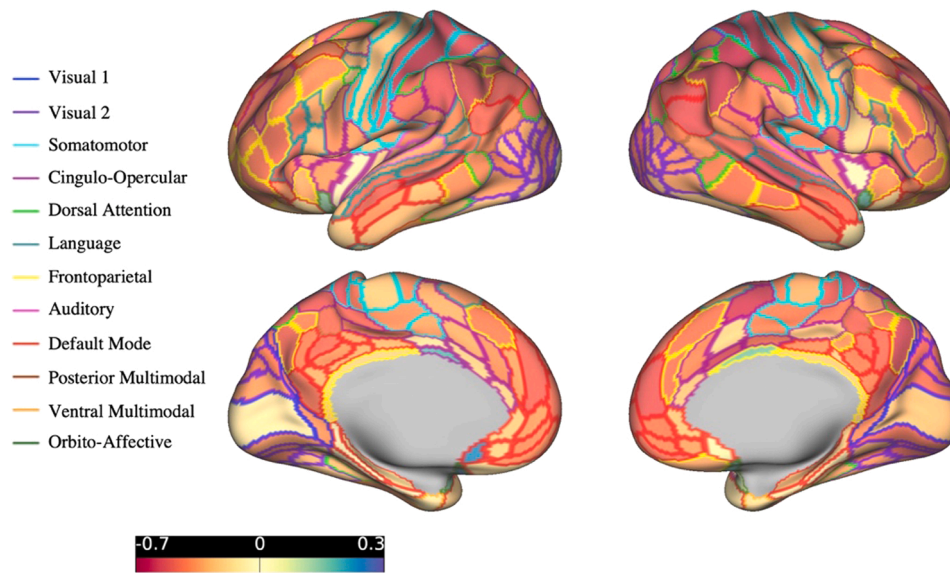 Visual 1
Visual 2
Somatomotor
Cingulo-Opercular
Dorsal Attention
Language
Frontoparietal
Auditory
Default Mode
Posterior Multimodal
Ventral Multimodal
Orbito-Affective
-0.7 0 0.3